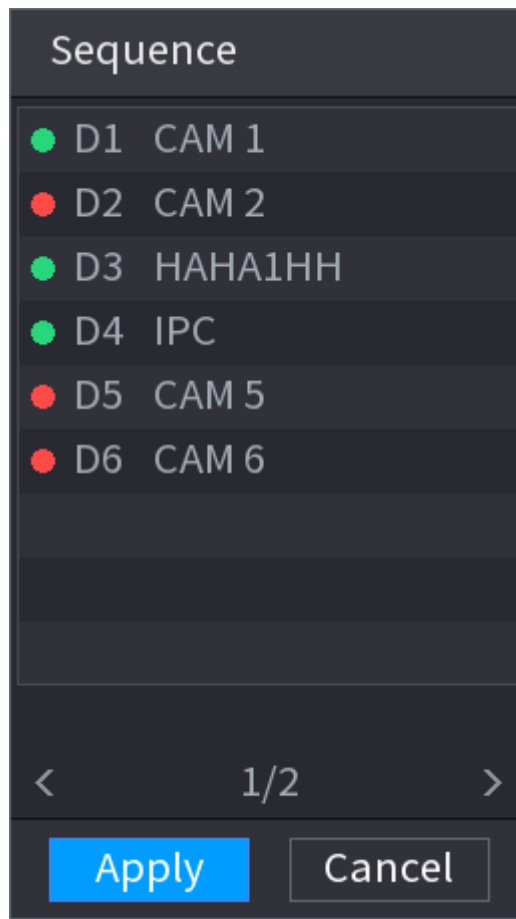 Sequence
D1 CAM 1
D2 CAM 2
D3 HAHA1HH
D4 IPC
D5 CAM 5
D6 CAM 6
< 1/2 >
Apply Cancel